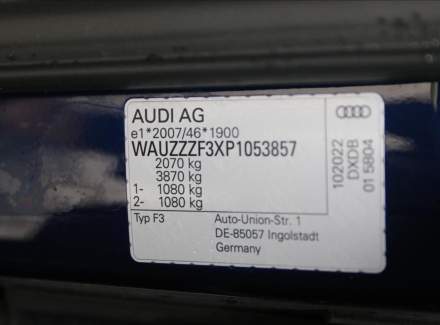 AUDI AG
e1*2007/46*1900
WAUZZZF3XP1053857
2070 kg
3870 kg
1- 1080 kg
2- 1080 kg
Typ F3
Auto-Union-Str. 1
DE-85057 Ingolstadt
Germany
102022
DXDB
01 5804